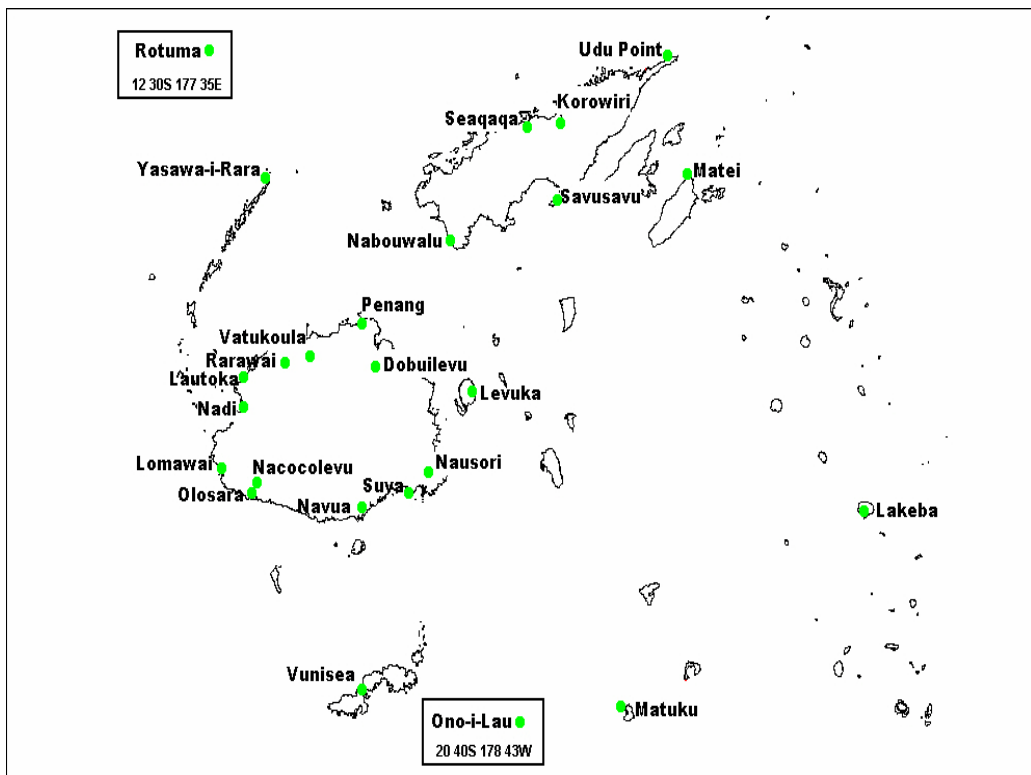 Rotuma
12 30S 177 35E
Udu Point
Korowiri
Seaqaqa
Yasawa-i-Rara
Matei
Savusavu
Nabouwalu
Penang
Vatukoula
Rarawai
Dobuilevu
Lautoka
Levuka
Nadi
Lomawai
Nacocolevu
Nausori
Olosara
Suva
Navua
Lakeba
Vunisea
Matuku
Ono-i-Lau
20 40S 178 43W